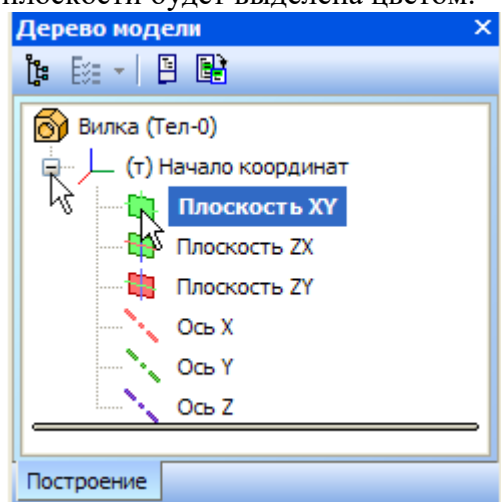 плоскости будет выделена цветом.
Дерево модели
Вилка (Тел-0)
(т) Начало координат
Плоскость XY
Плоскость ZX
Плоскость ZY
Ось X
Ось Y
Ось Z
Построение